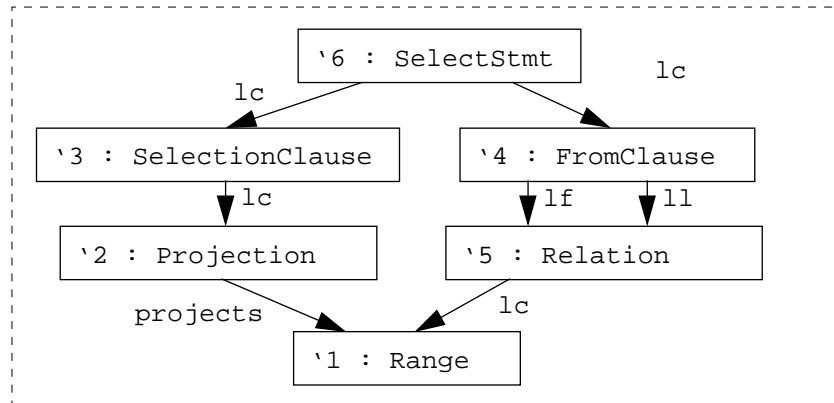 ‵6 : SelectStmt
lc
lc
‵3 : SelectionClause
‵4 : FromClause
lc
lf
ll
‵2 : Projection
‵5 : Relation
projects
lc
‵1 : Range